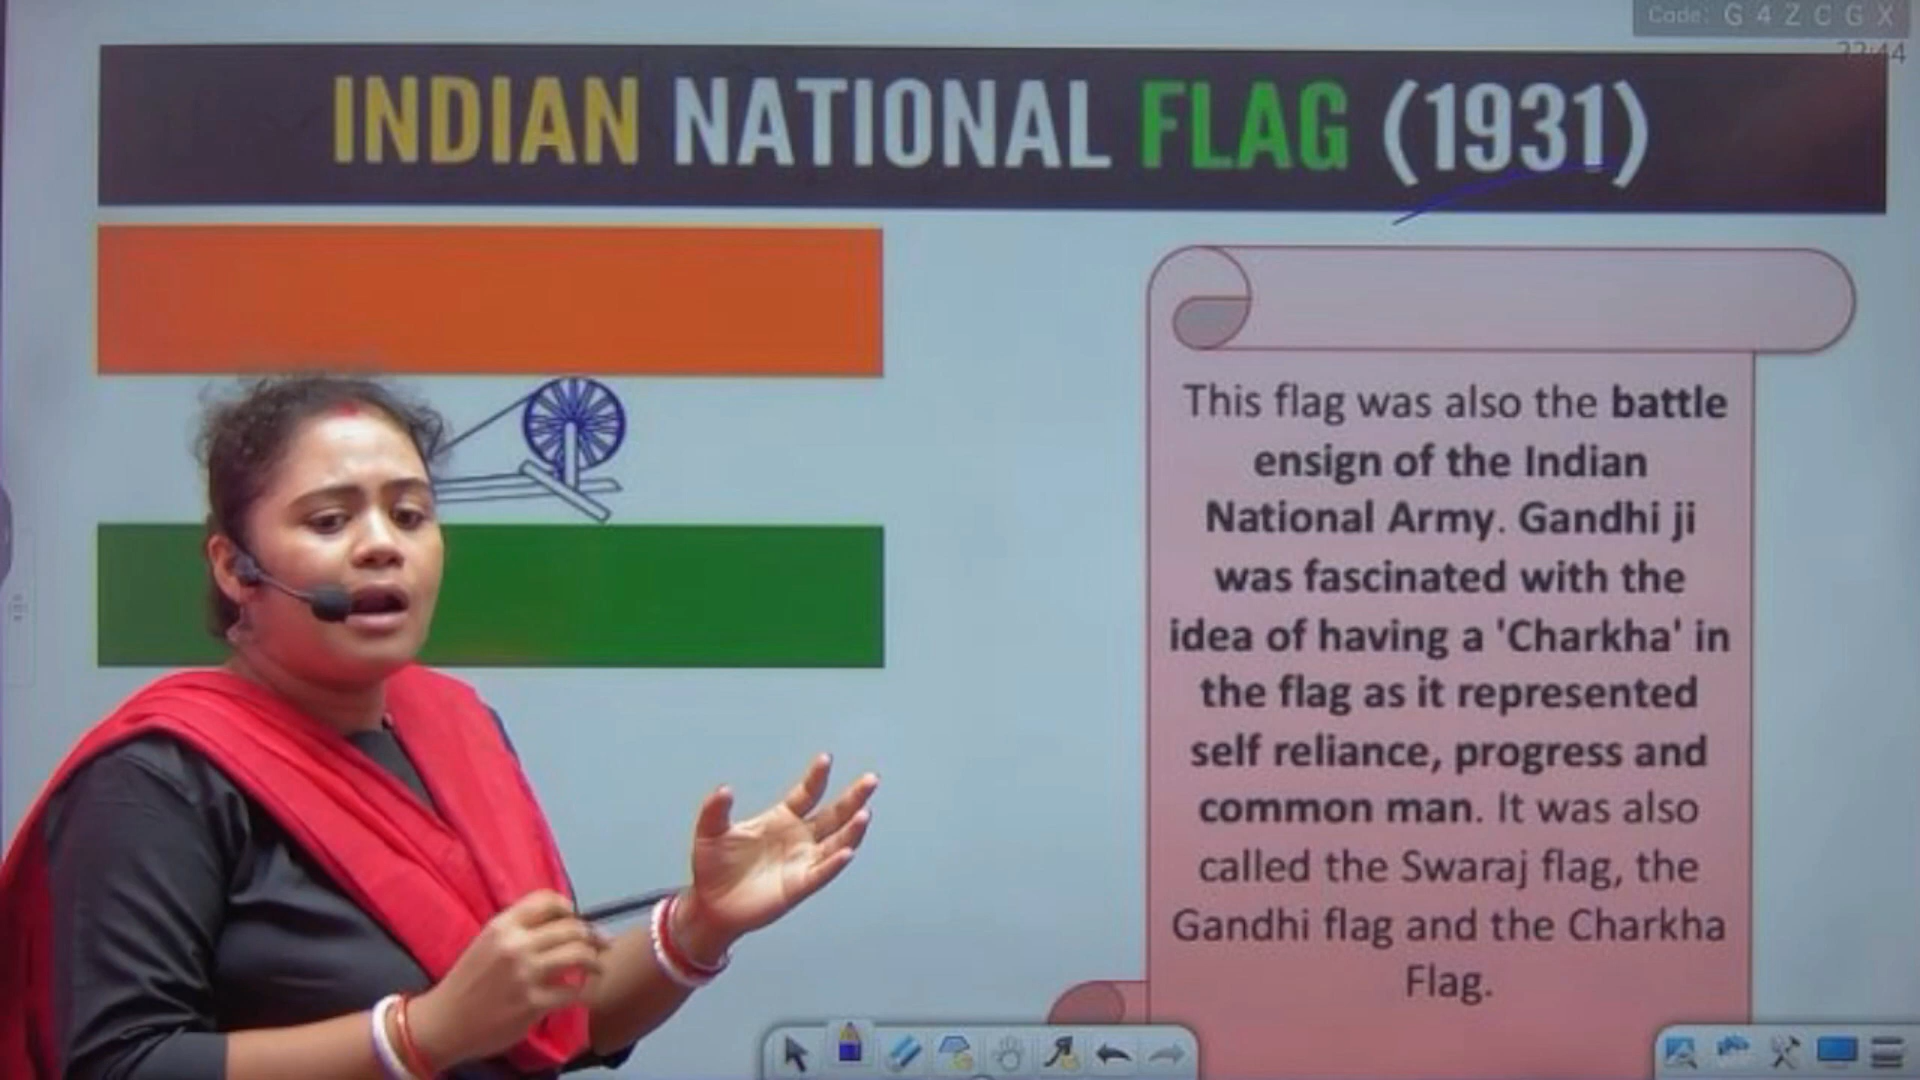 Code: G 4 Z C G X
22:44
INDIAN NATIONAL FLAG (1931)
This flag was also the battle
ensign of the Indian
National Army. Gandhi ji
was fascinated with the
idea of having a 'Charkha' in
the flag as it represented
self reliance, progress and
common man. It was also
called the Swaraj flag, the
Gandhi flag and the Charkha
Flag.